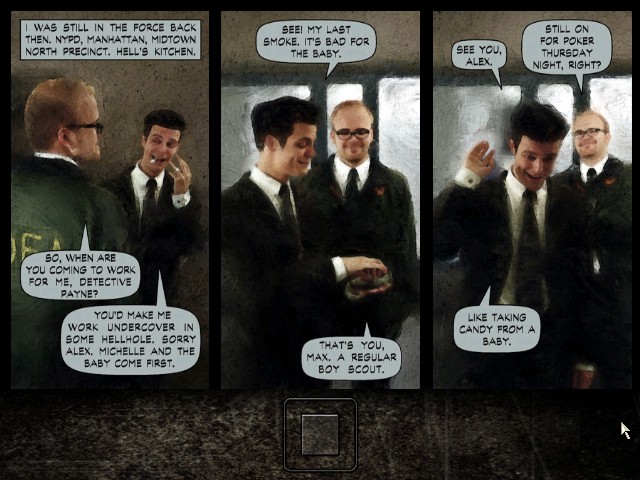 I WAS STILL IN THE FORCE BACK
THEN. NYPD, MANHATTAN, MIDTOWN
NORTH PRECINCT. HELL'S KITCHEN.
DEA
SO, WHEN ARE
YOU COMING TO WORK
FOR ME, DETECTIVE
PAYNE?
YOU'D MAKE ME
WORK UNDERCOVER IN
SOME HELLHOLE. SORRY
ALEX. MICHELLE AND THE
BABY COME FIRST.
SEE! MY LAST
SMOKE. IT'S BAD FOR
THE BABY.
THAT'S YOU,
MAX. A REGULAR
BOY SCOUT.
SEE YOU,
ALEX.
STILL ON
FOR POKER
THURSDAY
NIGHT, RIGHT?
LIKE TAKING
CANDY FROM A
BABY.